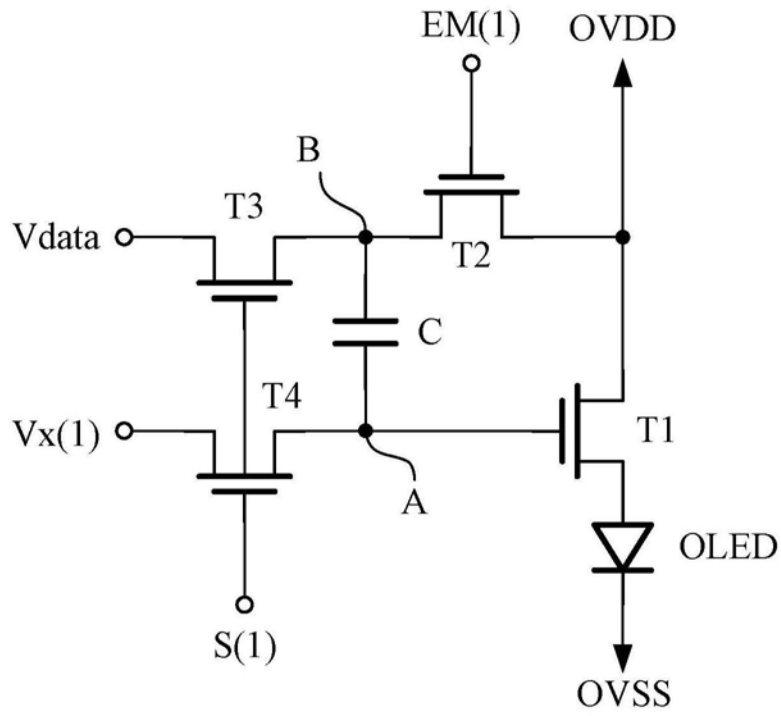 EM(1)
OVDD
B
T3
Vdata
T2
C
T4
Vx(1)
T1
A
OLED
S(1)
OVSS